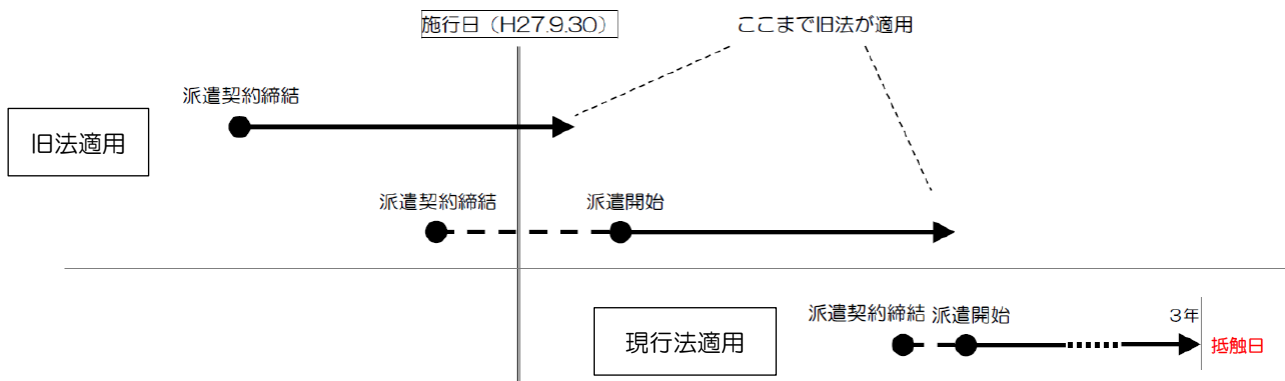 施行日（H27.9.30）
ここまで旧法が適用
派遣契約締結
旧法適用
派遣契約締結
派遣開始
派遣契約締結
派遣開始
３年
現行法適用
抵触日